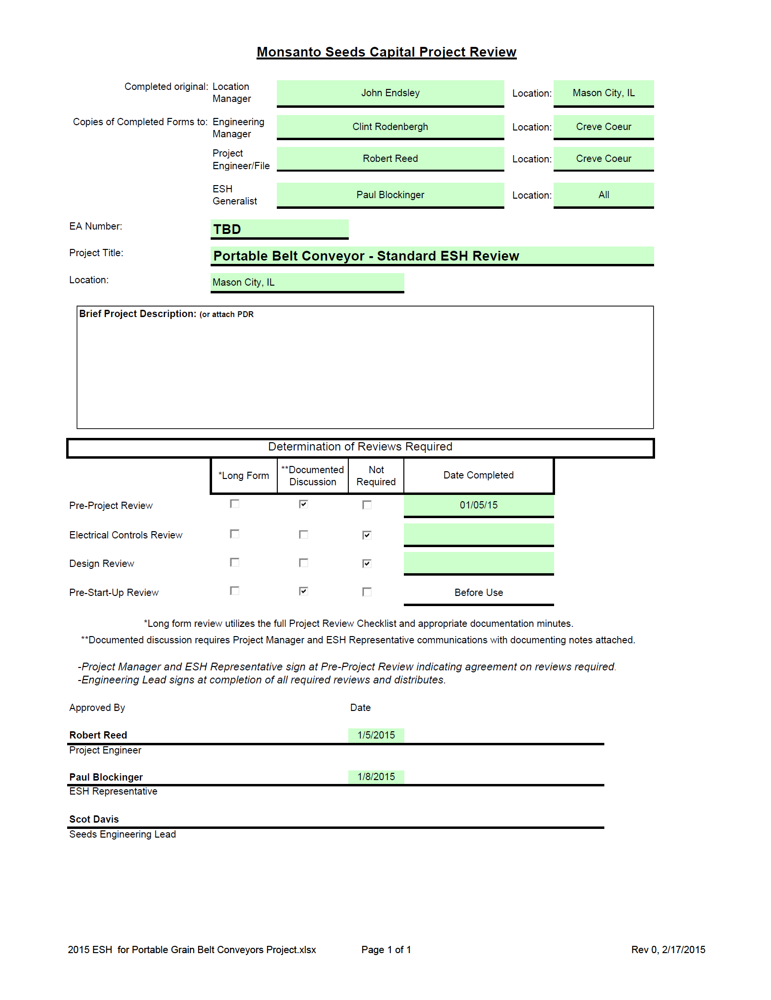 Monsanto Seeds Capital Project Review
Completed original: Location Manager John Endsley Location: Mason City, IL
Copies of Completed Forms to: Engineering Manager Clint Rodenbergh Location: Creve Coeur
Project Engineer/File Robert Reed Location: Creve Coeur
ESH Generalist Paul Blockinger Location: All
EA Number: TBD
Project Title: Portable Belt Conveyor - Standard ESH Review
Location: Mason City, IL
Brief Project Description: (or attach PDR
Determination of Reviews Required
*Long Form **Documented Discussion Not Required Date Completed
Pre-Project Review 01/05/15
Electrical Controls Review
Design Review
Pre-Start-Up Review Before Use
*Long form review utilizes the full Project Review Checklist and appropriate documentation minutes.
**Documented discussion requires Project Manager and ESH Representative communications with documenting notes attached.
-Project Manager and ESH Representative sign at Pre-Project Review indicating agreement on reviews required.
-Engineering Lead signs at completion of all required reviews and distributes.
Approved By Date
Robert Reed 1/5/2015
Project Engineer
Paul Blockinger 1/8/2015
ESH Representative
Scot Davis
Seeds Engineering Lead
2015 ESH  for Portable Grain Belt Conveyors Project.xlsx Page 1 of 1 Rev 0, 2/17/2015